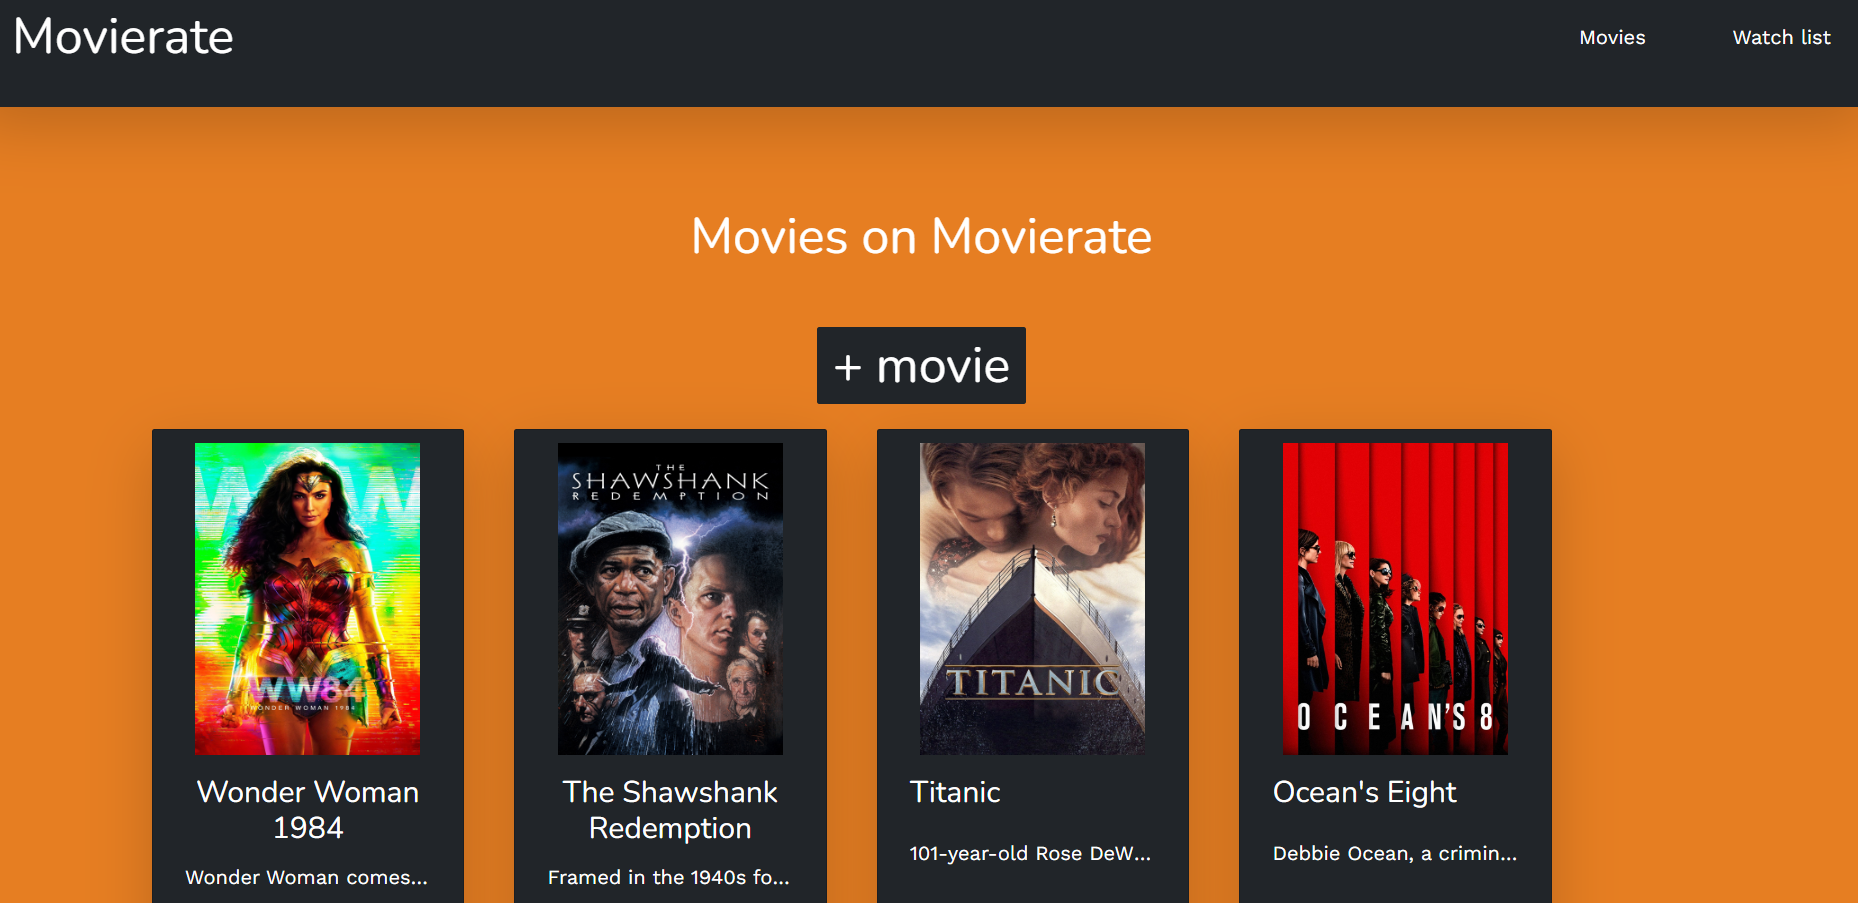 Movierate
Movies
Watch list
Movies on Movierate
+ movie
WW
WW84
WONDER WOMAN 1984
Wonder Woman
1984
Wonder Woman comes...
THE
SHAWSHANK
REDEMPTION
The Shawshank
Redemption
Framed in the 1940s fo...
TITANIC
Titanic
101-year-old Rose DeW...
OCEAN'S 8
Ocean's Eight
Debbie Ocean, a crimin...